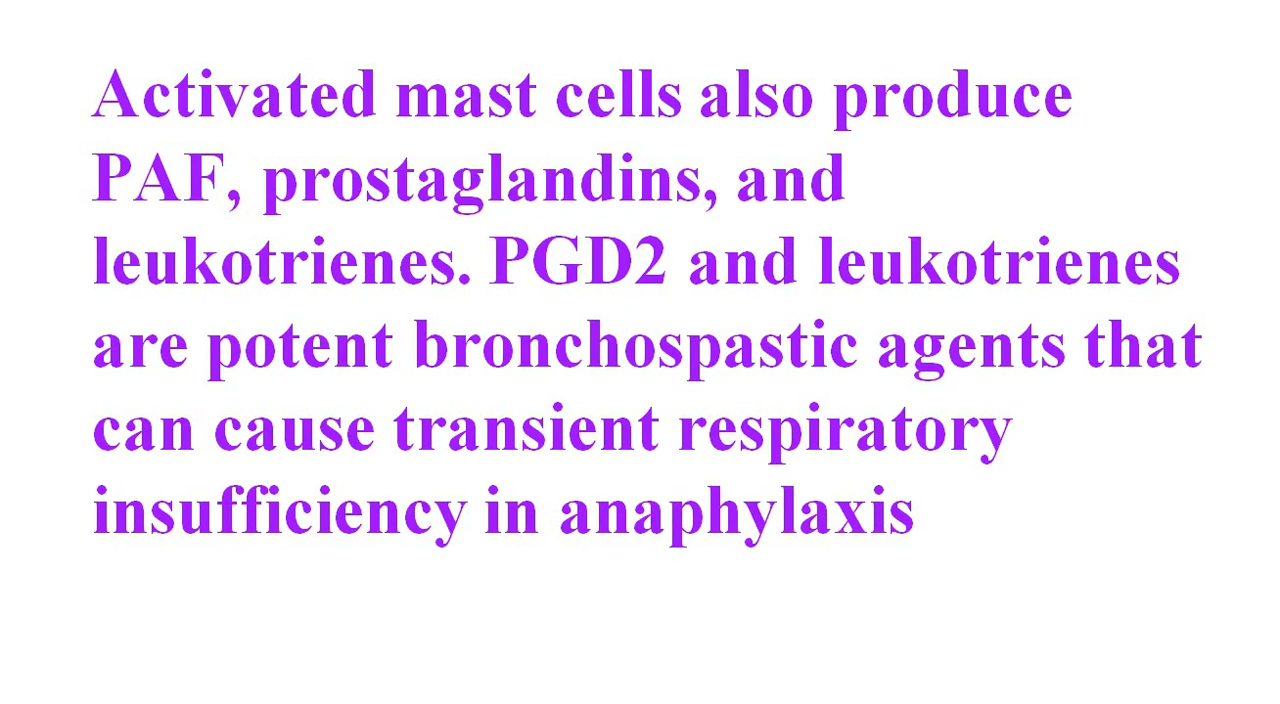 Activated mast cells also produce
PAF, prostaglandins, and
leukotrienes. PGD2 and leukotrienes
are potent bronchospastic agents that
can cause transient respiratory
insufficiency in anaphylaxis